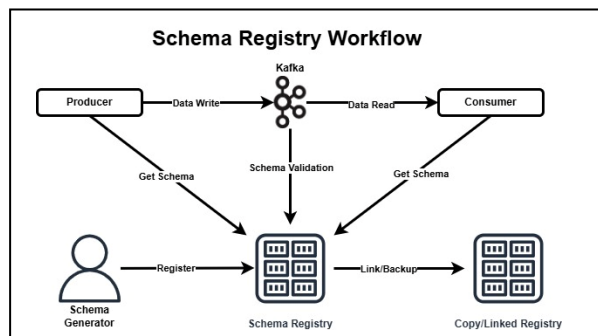 Schema Registry Workflow
Kafka
Producer
Data Write
Data Read
Consumer
Get Schema
Schema Validation
Get Schema
Register
Link/Backup
Schema
Generator
Schema Registry
Copy/Linked Registry